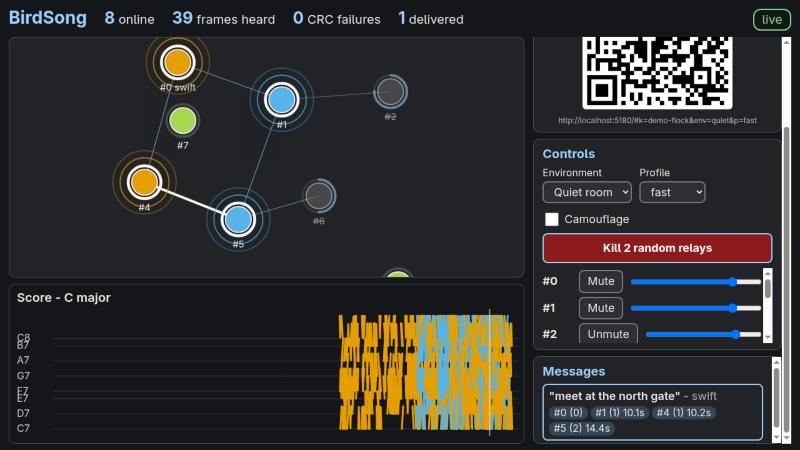 BirdSong 8 online 39 frames heard 0 CRC failures 1 delivered live
#0 swift
#1
#2
#7
#4
#5
#6
http://localhost:5180/#k=demo-flock&env=quiet&p=fast
Controls
Environment Profile
Quiet room fast
Camouflage
Kill 2 random relays
#0 Mute
#1 Mute
#2 Unmute
Score - C major
C8
B7
A7
G7
F7
E7
D7
C7
Messages
"meet at the north gate" - swift
#0 (0) #1 (1) 10.1s #4 (1) 10.2s
#5 (2) 14.4s